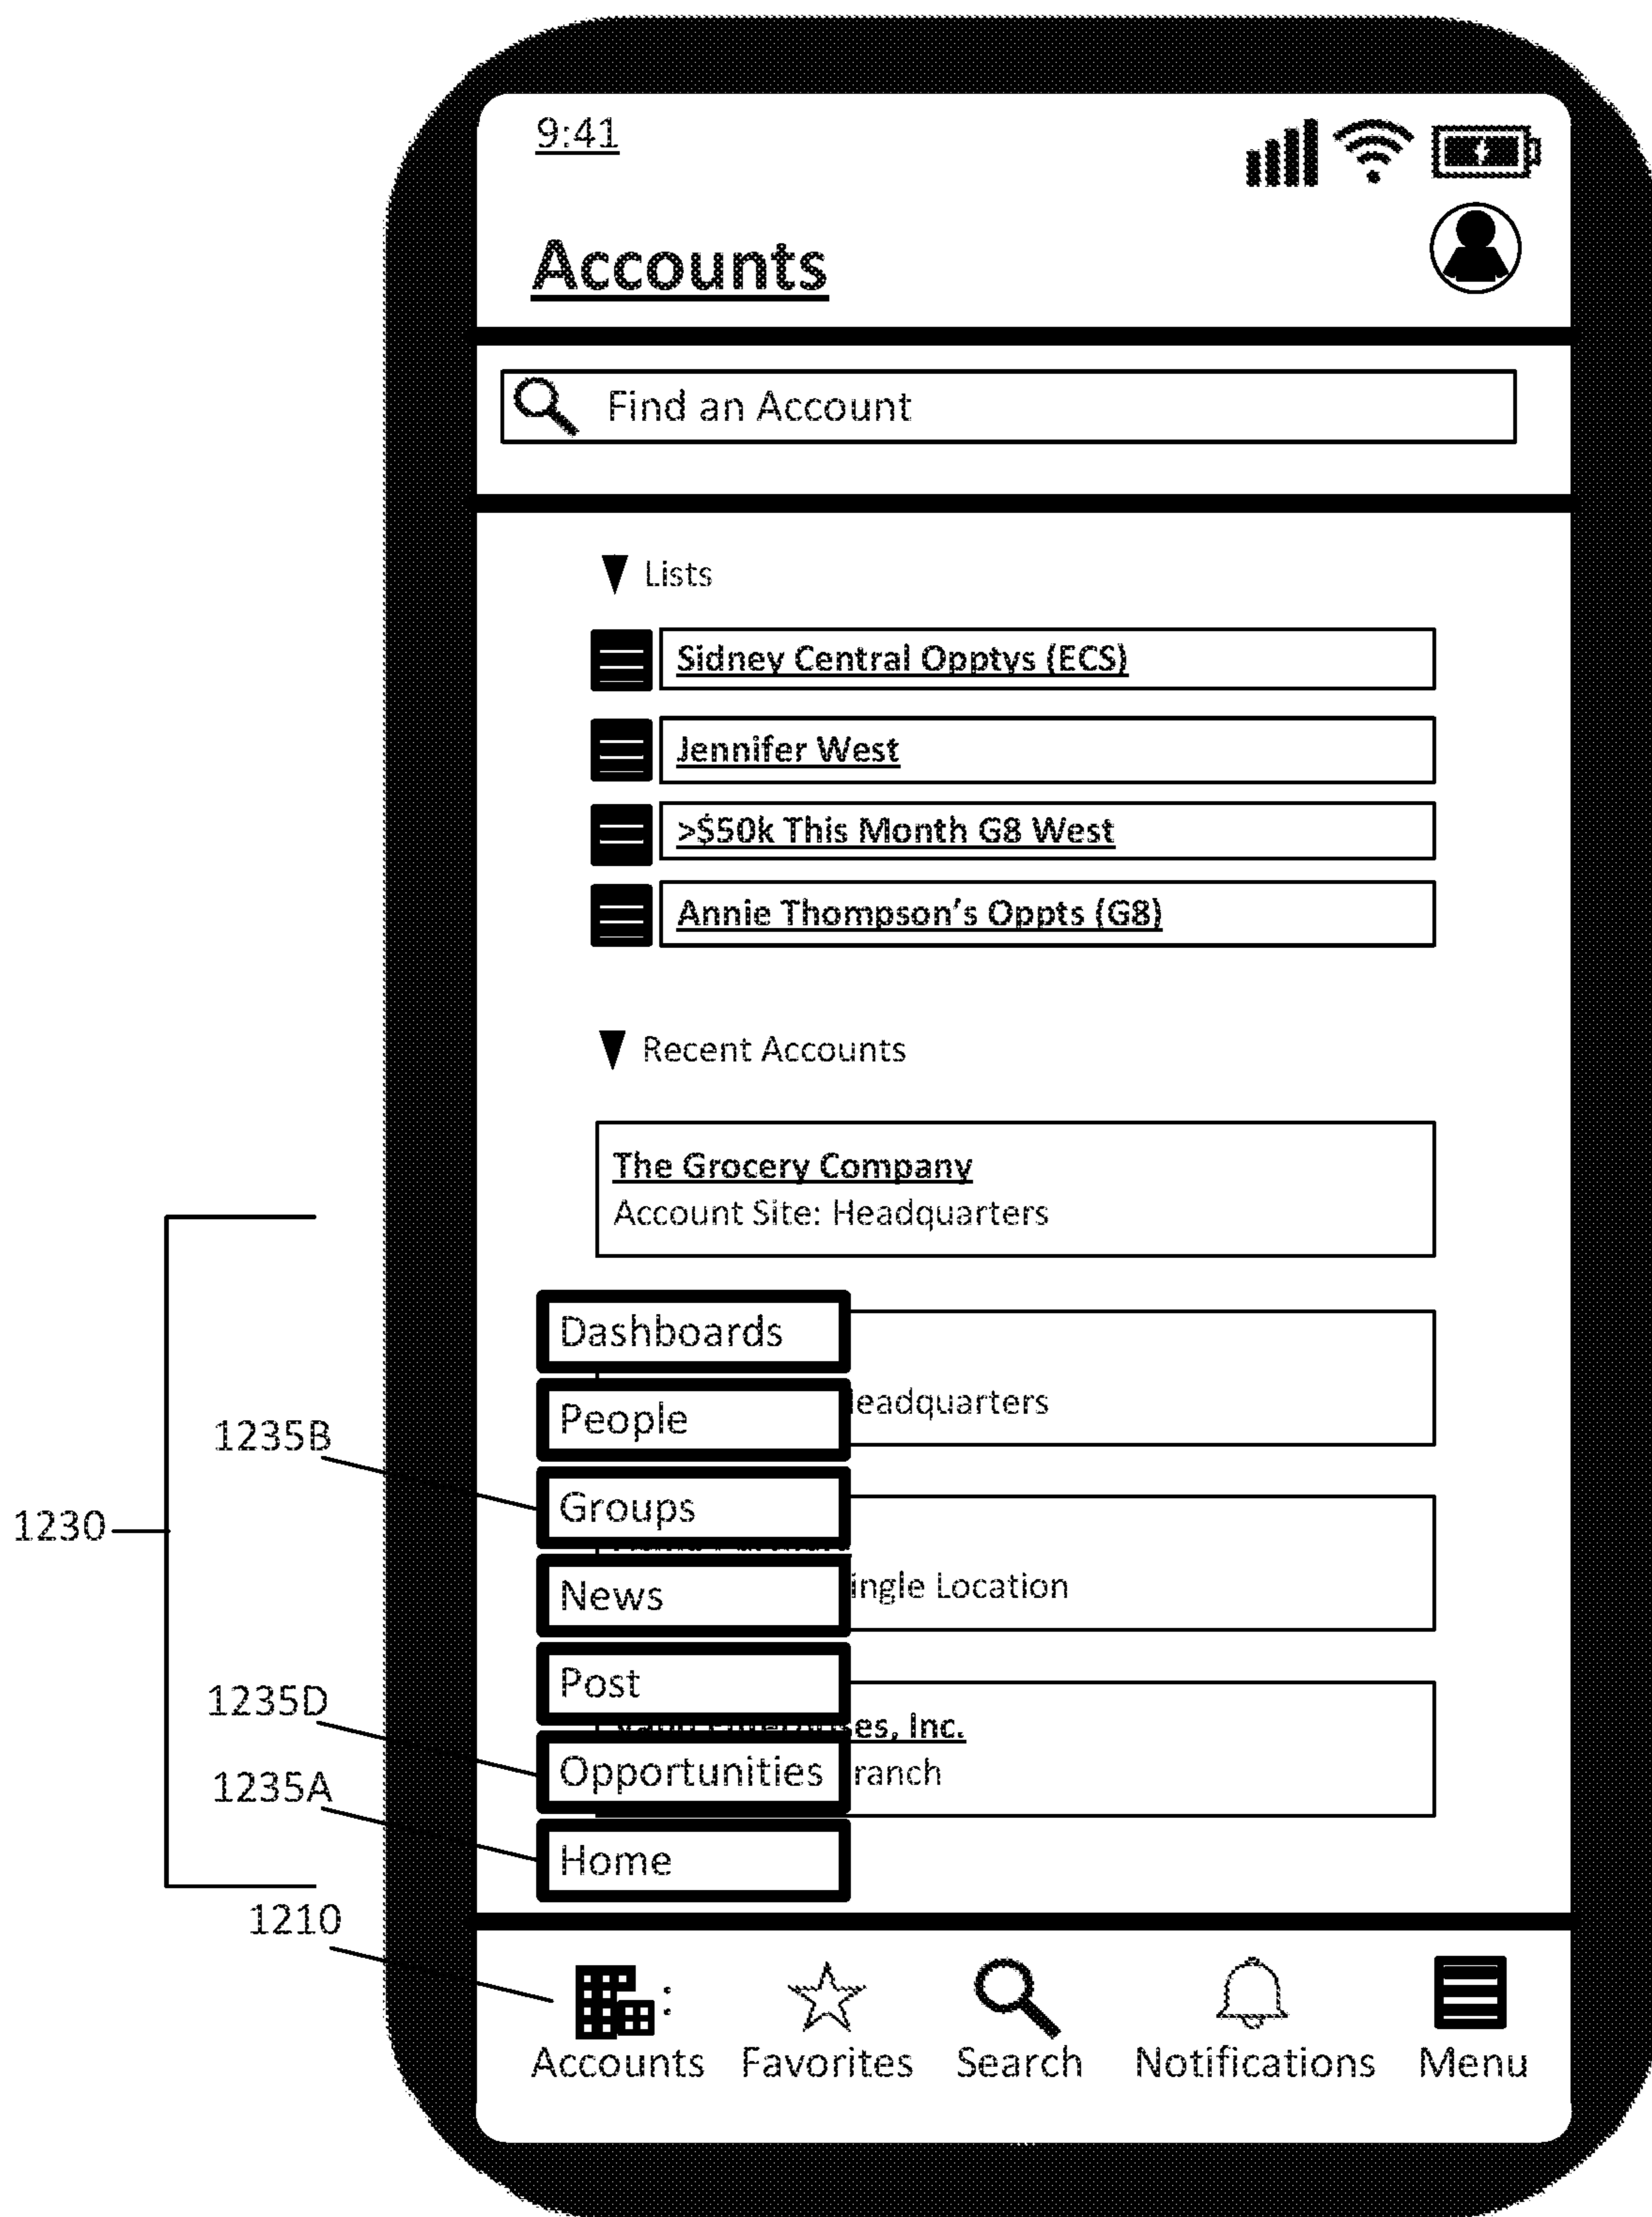 9:41
Accounts
Find an Account
Lists
Sidney Central Opptys (ECS)
Jennifer West
>$50k This Month G8 West
Annie Thompson's Oppts (G8)
Recent Accounts
The Grocery Company
Account Site: Headquarters
Dashboards
People
eadquarters
1235B
Groups
1230
News
ingle Location
Post
1235D
es, Inc.
Opportunities
ranch
1235A
Home
1210
Accounts Favorites Search Notifications Menu